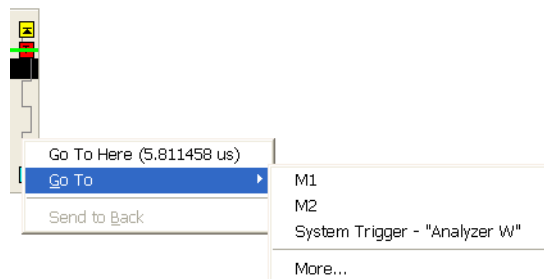 Go To Here (5.811458 us)
Go To
Send to Back
M1
M2
System Trigger - "Analyzer W"
More...